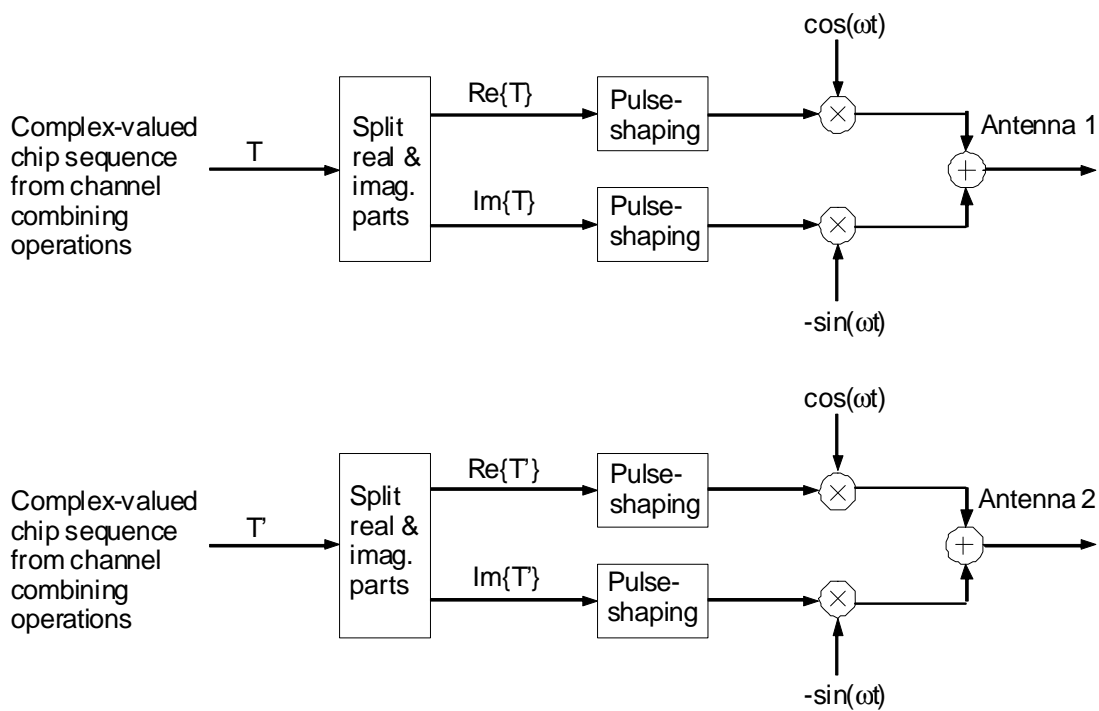 cos(ωt)
Complex-valued
chip sequence
from channel
combining
operations
T
Split
real &
imag.
parts
Re{T}
Im{T}
Pulse-
shaping
Pulse-
shaping
Antenna 1
-sin(ωt)
cos(ωt)
Complex-valued
chip sequence
from channel
combining
operations
T’
Split
real &
imag.
parts
Re{T’}
Im{T’}
Pulse-
shaping
Pulse-
shaping
Antenna 2
-sin(ωt)